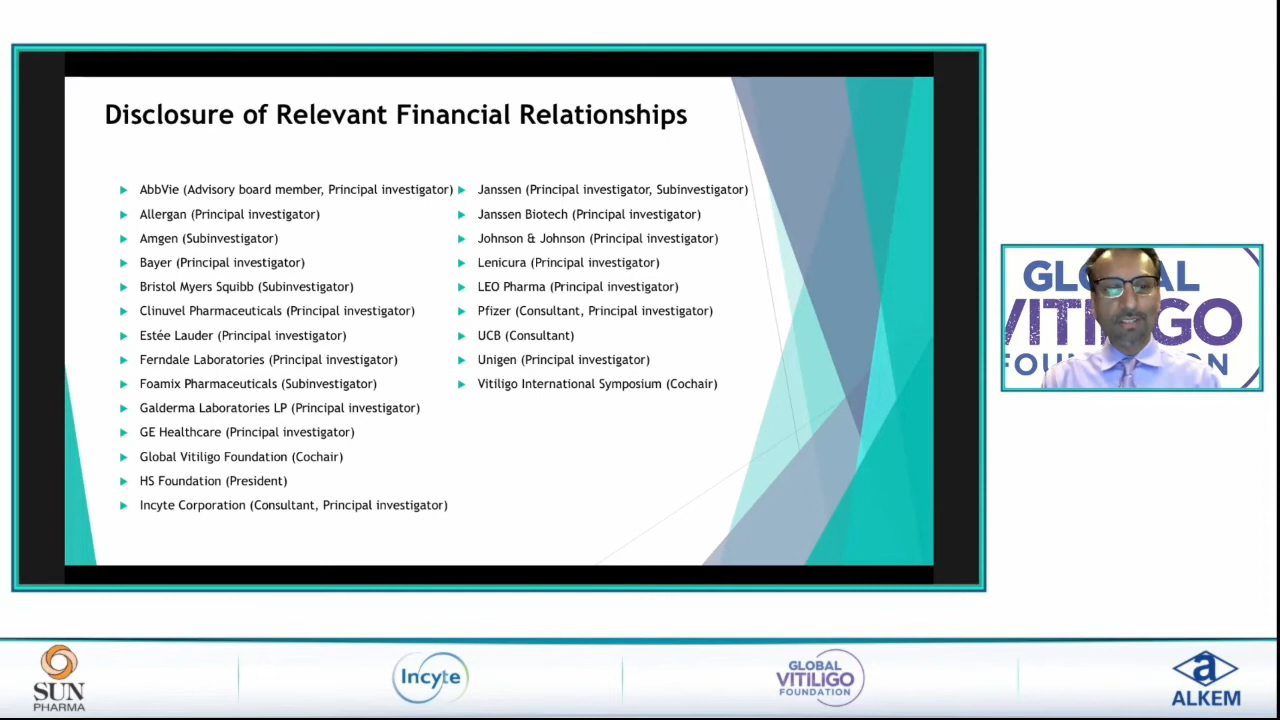 Disclosure of Relevant Financial Relationships
AbbVie (Advisory board member, Principal investigator)
Allergan (Principal investigator)
Amgen (Subinvestigator)
Bayer (Principal investigator)
Bristol Myers Squibb (Subinvestigator)
Clinuvel Pharmaceuticals (Principal investigator)
Estée Lauder (Principal investigator)
Ferndale Laboratories (Principal investigator)
Foamix Pharmaceuticals (Subinvestigator)
Galderma Laboratories LP (Principal investigator)
GE Healthcare (Principal investigator)
Global Vitiligo Foundation (Cochair)
HS Foundation (President)
Incyte Corporation (Consultant, Principal investigator)
Janssen (Principal investigator, Subinvestigator)
Janssen Biotech (Principal investigator)
Johnson & Johnson (Principal investigator)
Lenicura (Principal investigator)
LEO Pharma (Principal investigator)
Pfizer (Consultant, Principal investigator)
UCB (Consultant)
Unigen (Principal investigator)
Vitiligo International Symposium (Cochair)
SUN
PHARMA
Incyte
GLOBAL
VITILIGO
FOUNDATION
a
ALKEM